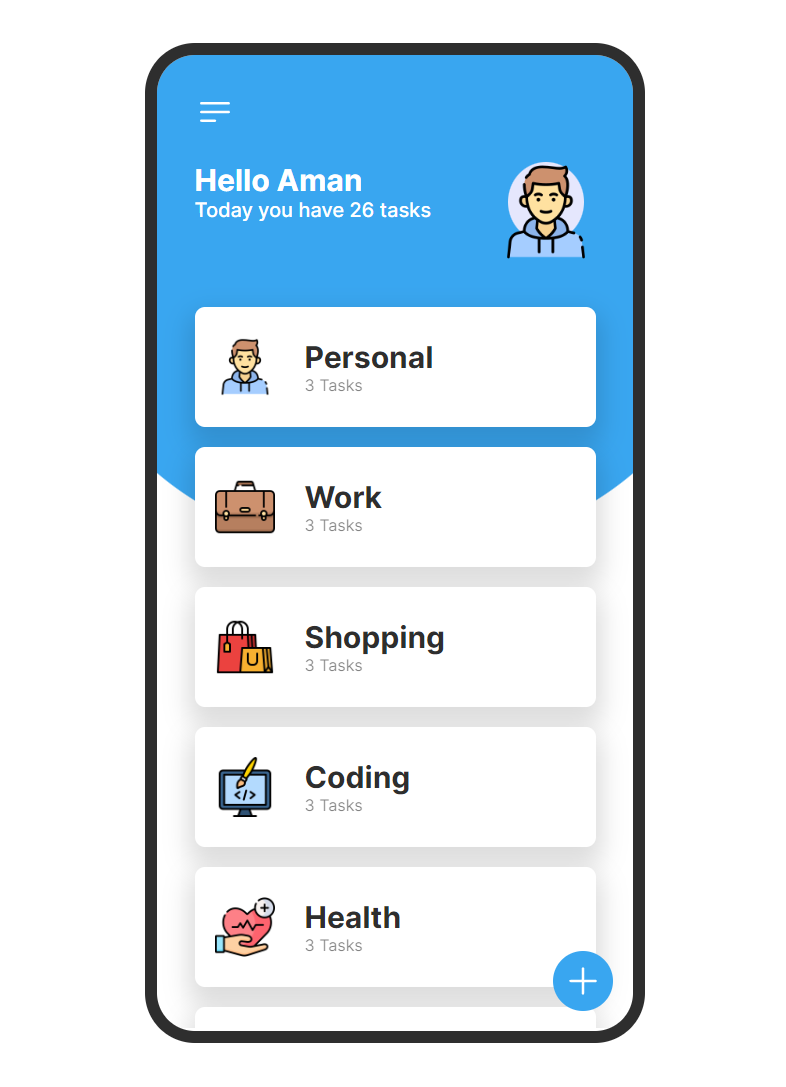 Hello Aman
Today you have 26 tasks
Personal
3 Tasks
Work
3 Tasks
Shopping
3 Tasks
Coding
3 Tasks
Health
3 Tasks